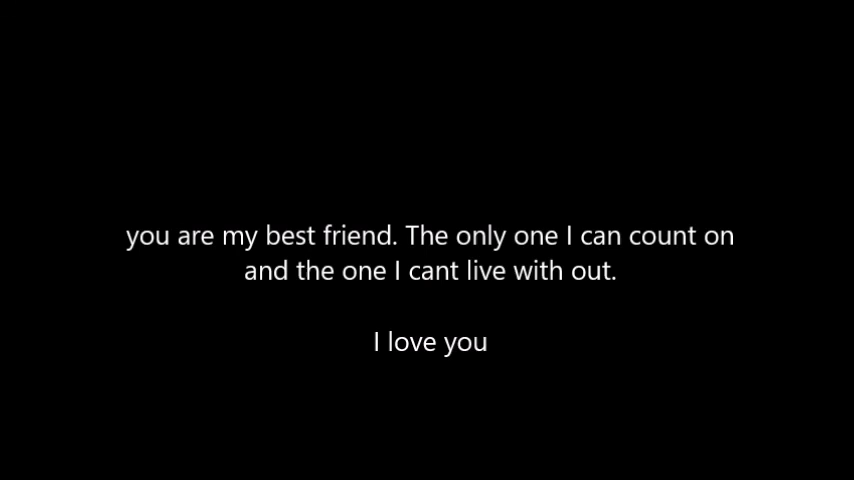 you are my best friend. The only one I can count on
and the one I cant live with out.
I love you